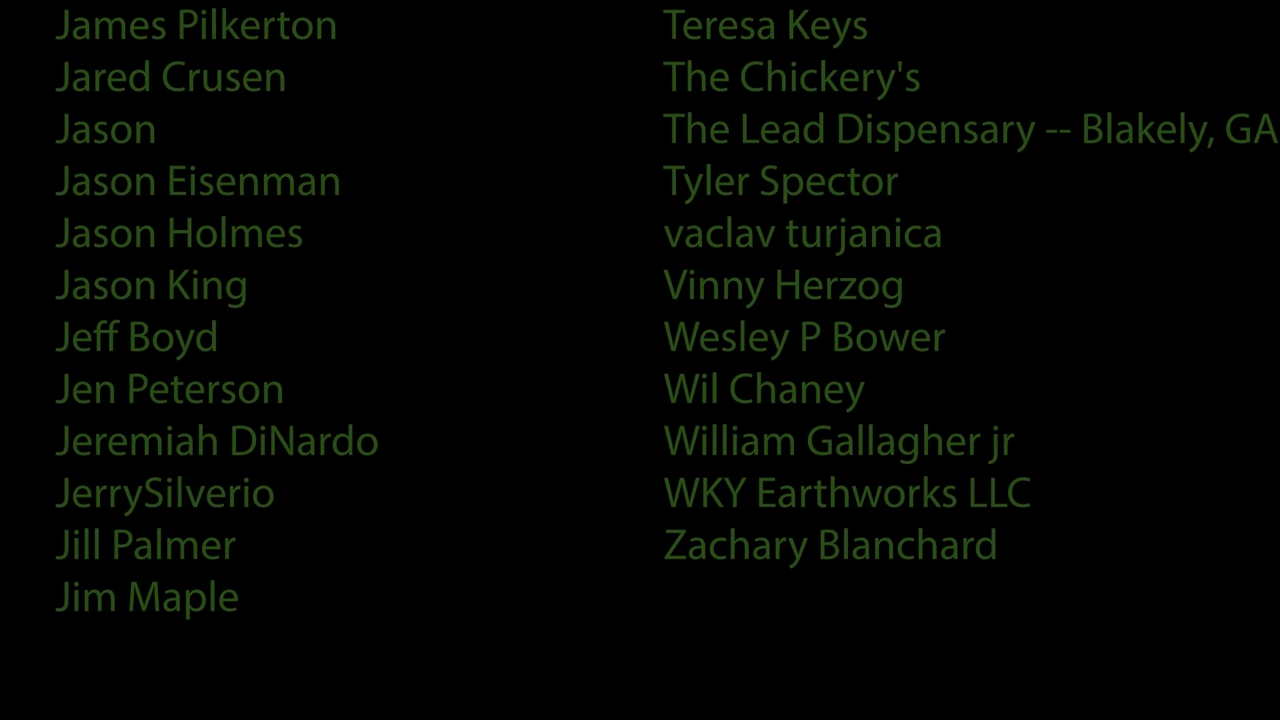 James Pilkerton
Jared Crusen
Jason
Jason Eisenman
Jason Holmes
Jason King
Jeff Boyd
Jen Peterson
Jeremiah DiNardo
JerrySilverio
Jill Palmer
Jim Maple
Teresa Keys
The Chickery's
The Lead Dispensary -- Blakely, GA
Tyler Spector
vaclav turjanica
Vinny Herzog
Wesley P Bower
Wil Chaney
William Gallagher jr
WKY Earthworks LLC
Zachary Blanchard